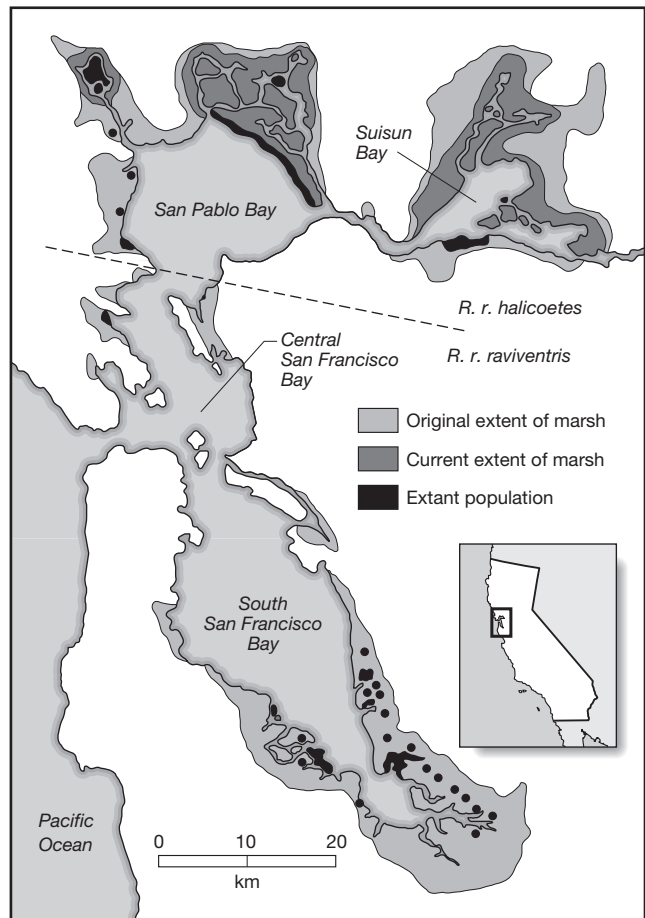 Suisun
Bay
San Pablo Bay
R. r. halicoetes
R. r. raviventris
Central
San Francisco
Bay
Original extent of marsh
Current extent of marsh
Extant population
South
San Francisco
Bay
Pacific
Ocean
0 10 20
km